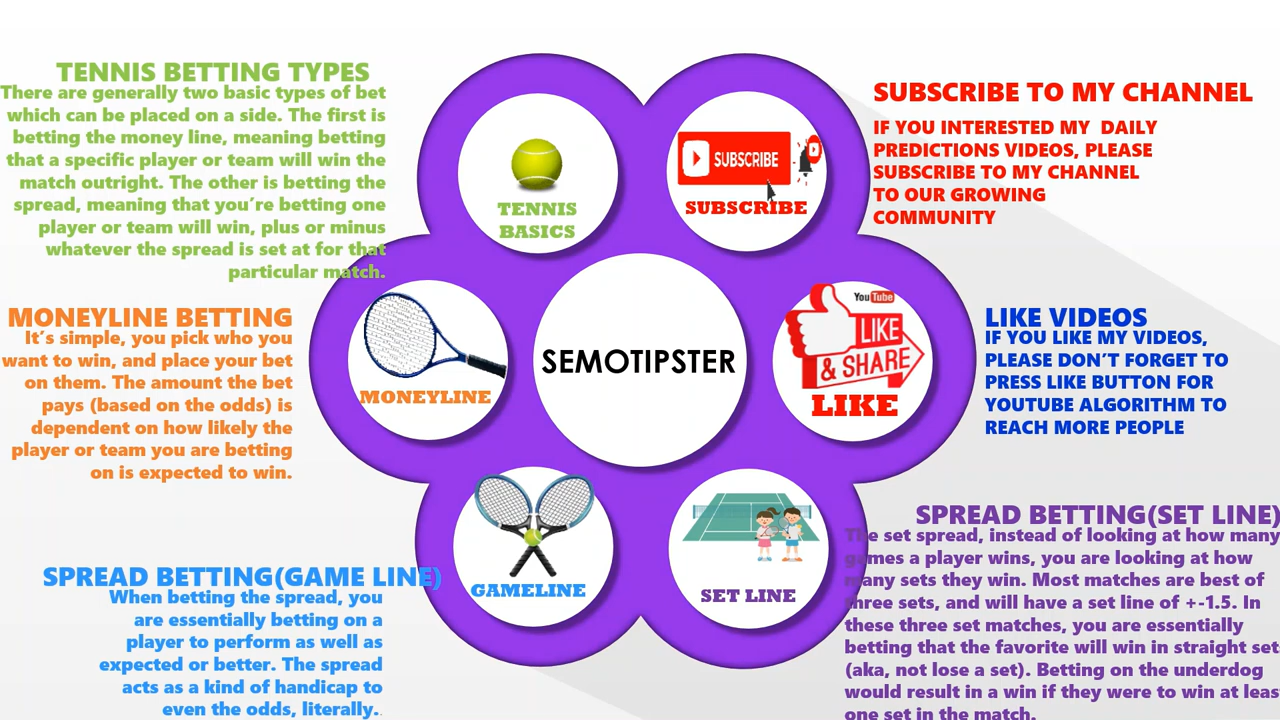 TENNIS BETTING TYPES
There are generally two basic types of bet
which can be placed on a side. The first is
betting the money line, meaning betting
that a specific player or team will win the
match outright. The other is betting the
spread, meaning that you’re betting one
player or team will win, plus or minus
whatever the spread is set at for that
particular match.
MONEYLINE BETTING
It’s simple, you pick who you
want to win, and place your bet
on them. The amount the bet
pays (based on the odds) is
dependent on how likely the
player or team you are betting
on is expected to win.
SPREAD BETTING(GAME LINE)
When betting the spread, you
are essentially betting on a
player to perform as well as
expected or better. The spread
acts as a kind of handicap to
even the odds, literally.
TENNIS
BASICS
SUBSCRIBE
SUBSCRIBE
MONEYLINE
SEMOTIPSTER
YouTube
LIKE
& SHARE
LIKE
GAMELINE
SET LINE
SUBSCRIBE TO MY CHANNEL
IF YOU INTERESTED MY DAILY
PREDICTIONS VIDEOS, PLEASE
SUBSCRIBE TO MY CHANNEL
TO OUR GROWING
COMMUNITY
LIKE VIDEOS
IF YOU LIKE MY VIDEOS,
PLEASE DON’T FORGET TO
PRESS LIKE BUTTON FOR
YOUTUBE ALGORITHM TO
REACH MORE PEOPLE
SPREAD BETTING(SET LINE)
The set spread, instead of looking at how many
games a player wins, you are looking at how
many sets they win. Most matches are best of
three sets, and will have a set line of +-1.5. In
these three set matches, you are essentially
betting that the favorite will win in straight set
(aka, not lose a set). Betting on the underdog
would result in a win if they were to win at leas
one set in the match.